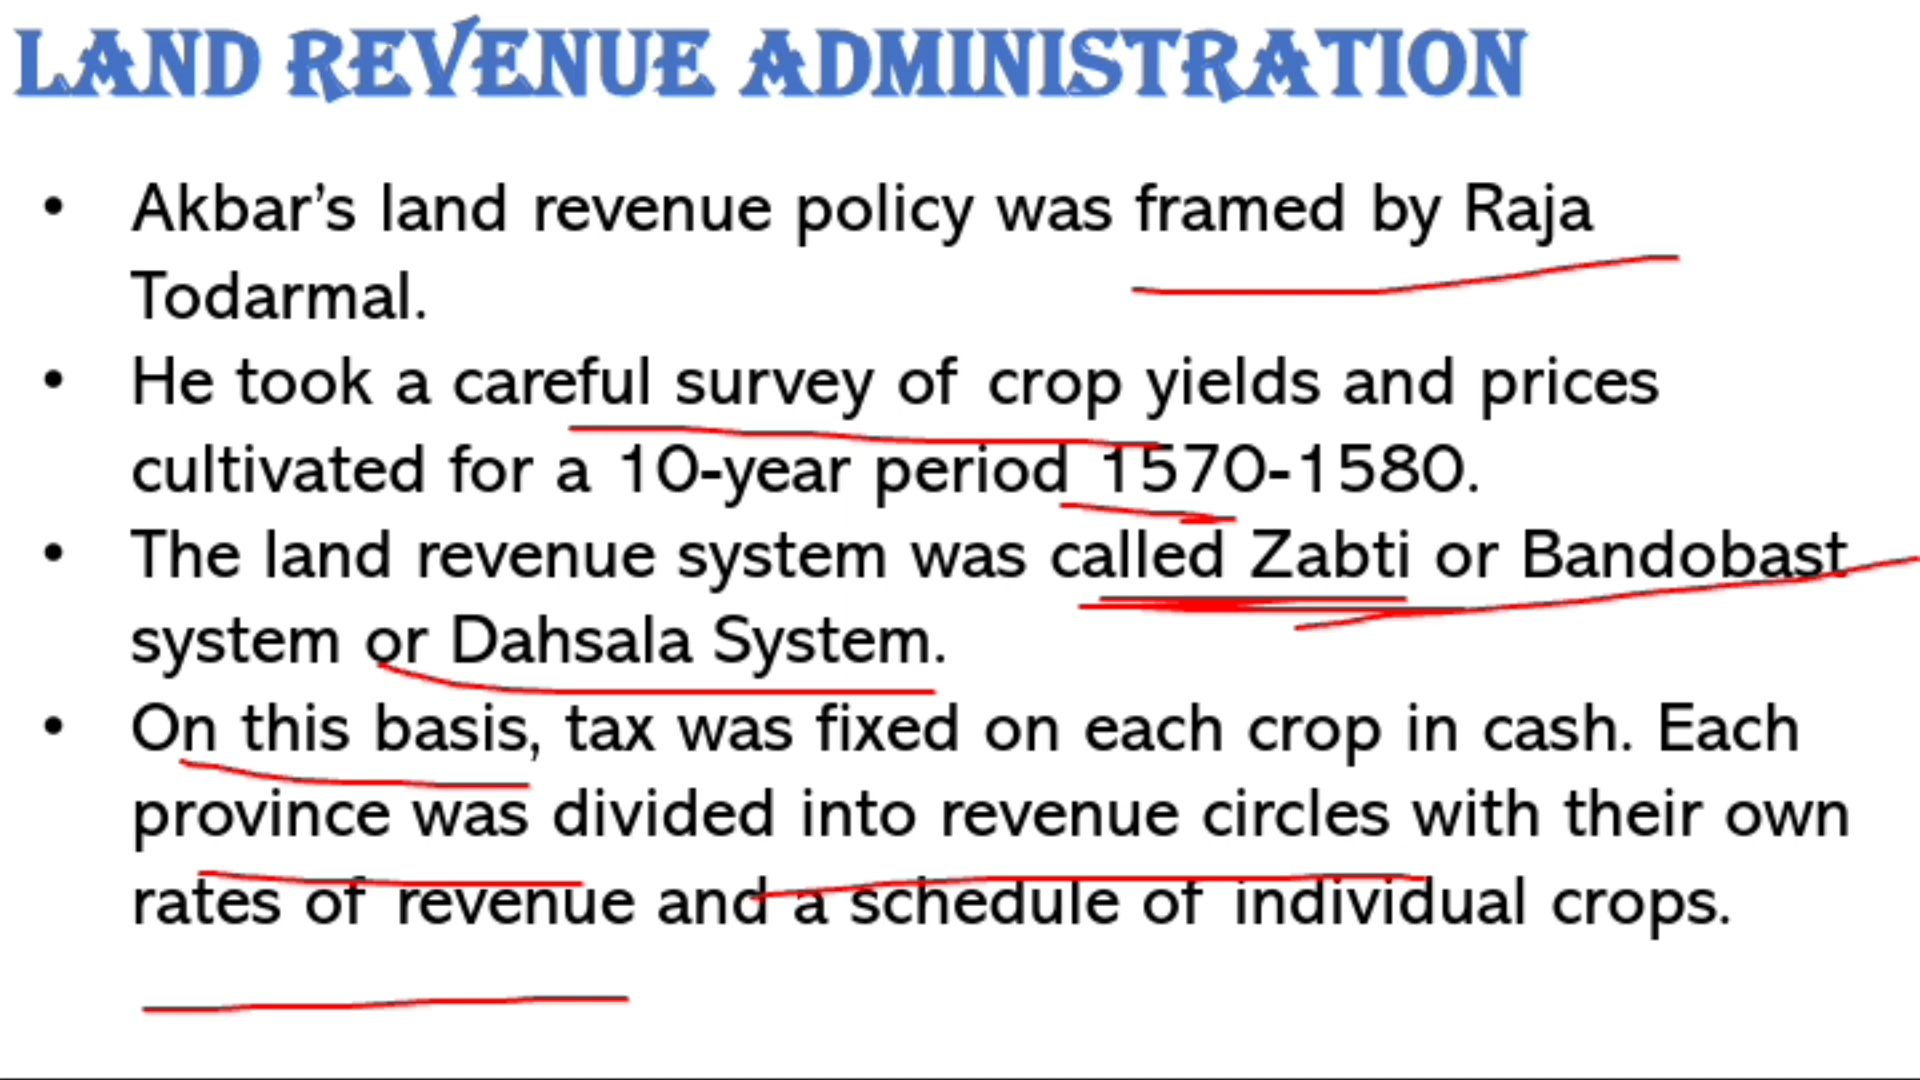 LAND REVENUE ADMINISTRATION
• Akbar’s land revenue policy was framed by Raja
Todarmal.
• He took a careful survey of crop yields and prices
cultivated for a 10-year period 1570-1580.
• The land revenue system was called Zabti or Bandobast
system or Dahsala System.
• On this basis, tax was fixed on each crop in cash. Each
province was divided into revenue circles with their own
rates of revenue and a schedule of individual crops.